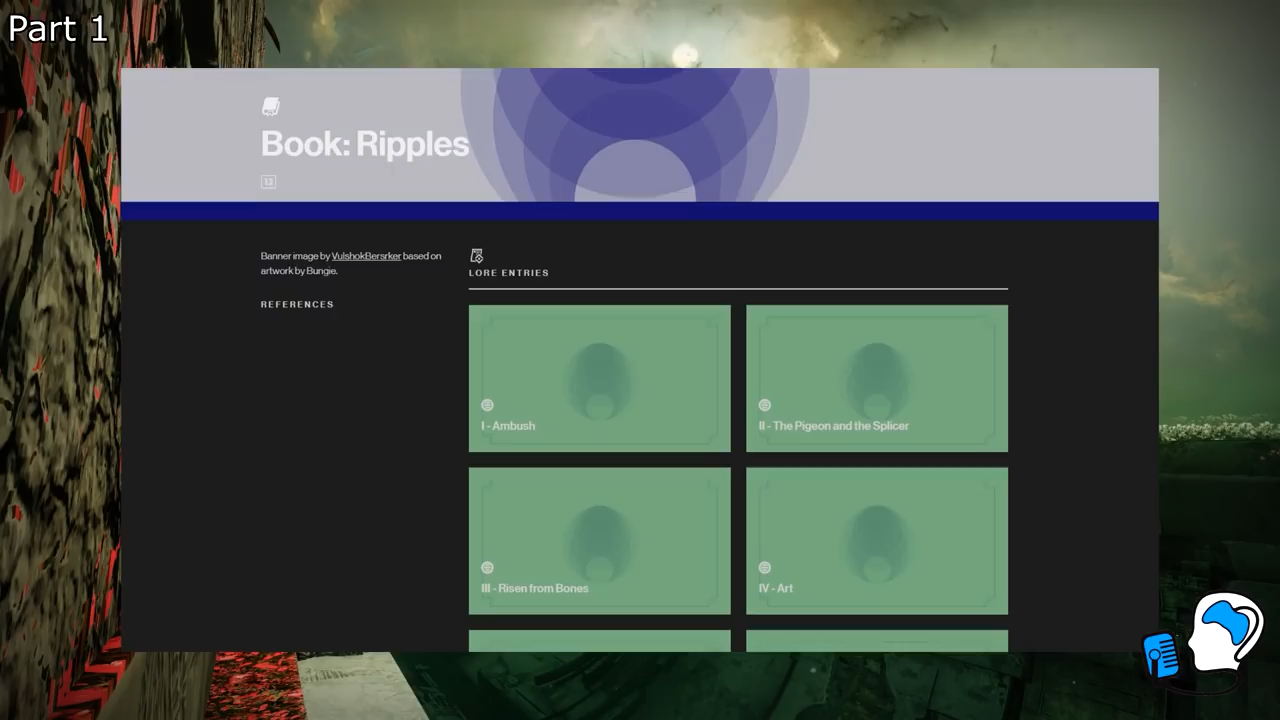 Part 1
Book: Ripples
13
Banner image by VulshokBersrker based on
artwork by Bungie.
REFERENCES
LORE ENTRIES
I - Ambush
II - The Pigeon and the Splicer
III - Risen from Bones
IV - Art